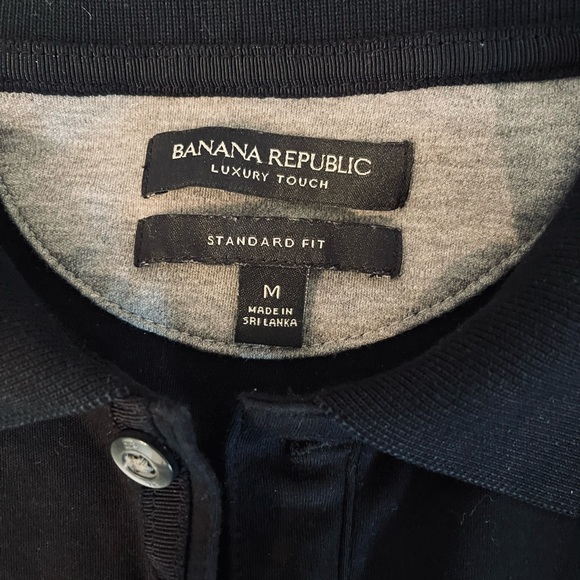 BANANA REPUBLIC
LUXURY TOUCH
STANDARD FIT
M
MADE IN
SRI LANKA